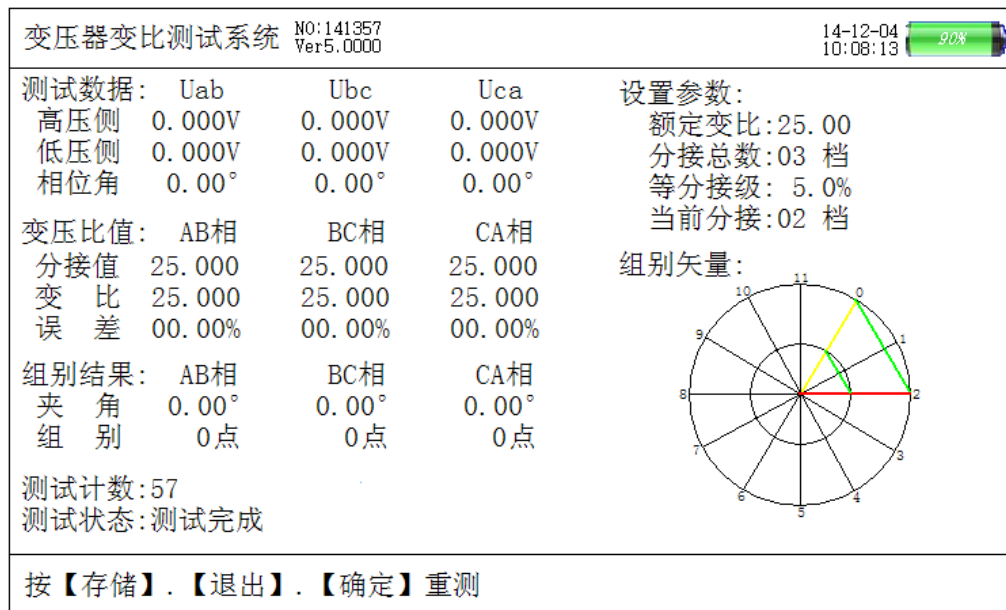 变压器变比测试系统 NO:141357
Ver5.0000
14-12-04
10:08:13
90%
测试数据: Uab Ubc Uca
高压侧 0.000V 0.000V 0.000V
低压侧 0.000V 0.000V 0.000V
相位角 0.00° 0.00° 0.00°
变压比值: AB相 BC相 CA相
分接值 25.000 25.000 25.000
变 比 25.000 25.000 25.000
误 差 00.00% 00.00% 00.00%
组别结果: AB相 BC相 CA相
夹 角 0.00° 0.00° 0.00°
组 别 0点 0点 0点
测试计数:57
测试状态:测试完成
设置参数:
额定变比:25.00
分接总数:03 档
等分接级: 5.0%
当前分接:02 档
组别矢量:
11
0
1
2
3
4
5
6
7
8
9
10
按【存储】.【退出】.【确定】重测